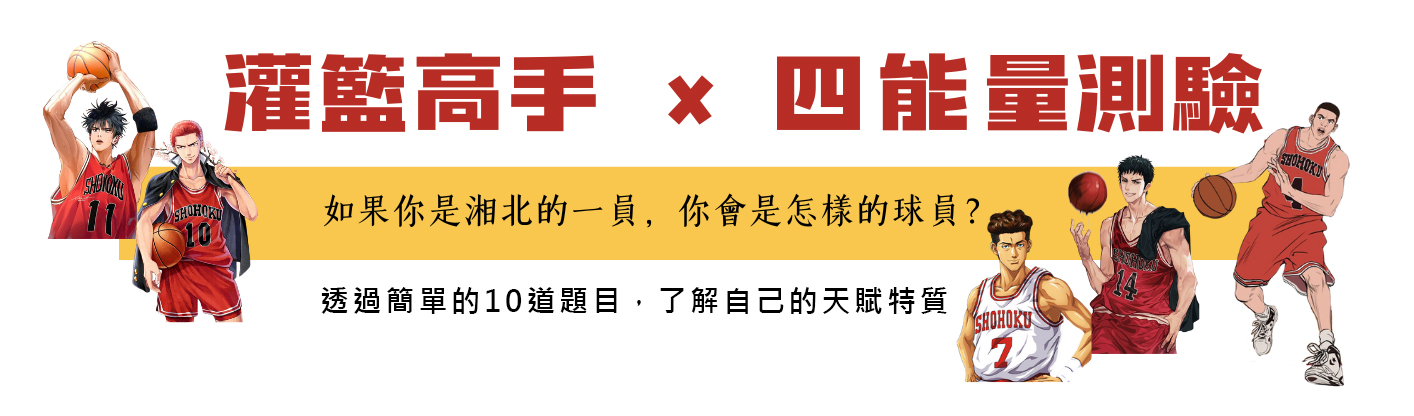 灌籃高手 x 四能量測驗
如果你是湘北的一員，你會是怎樣的球員？
透過簡單的10道題目，了解自己的天賦特質
SHOHOKU
11
SHOHOKU
10
SHOHOKU
7
SHOHOKU
14
SHOHOKU
4